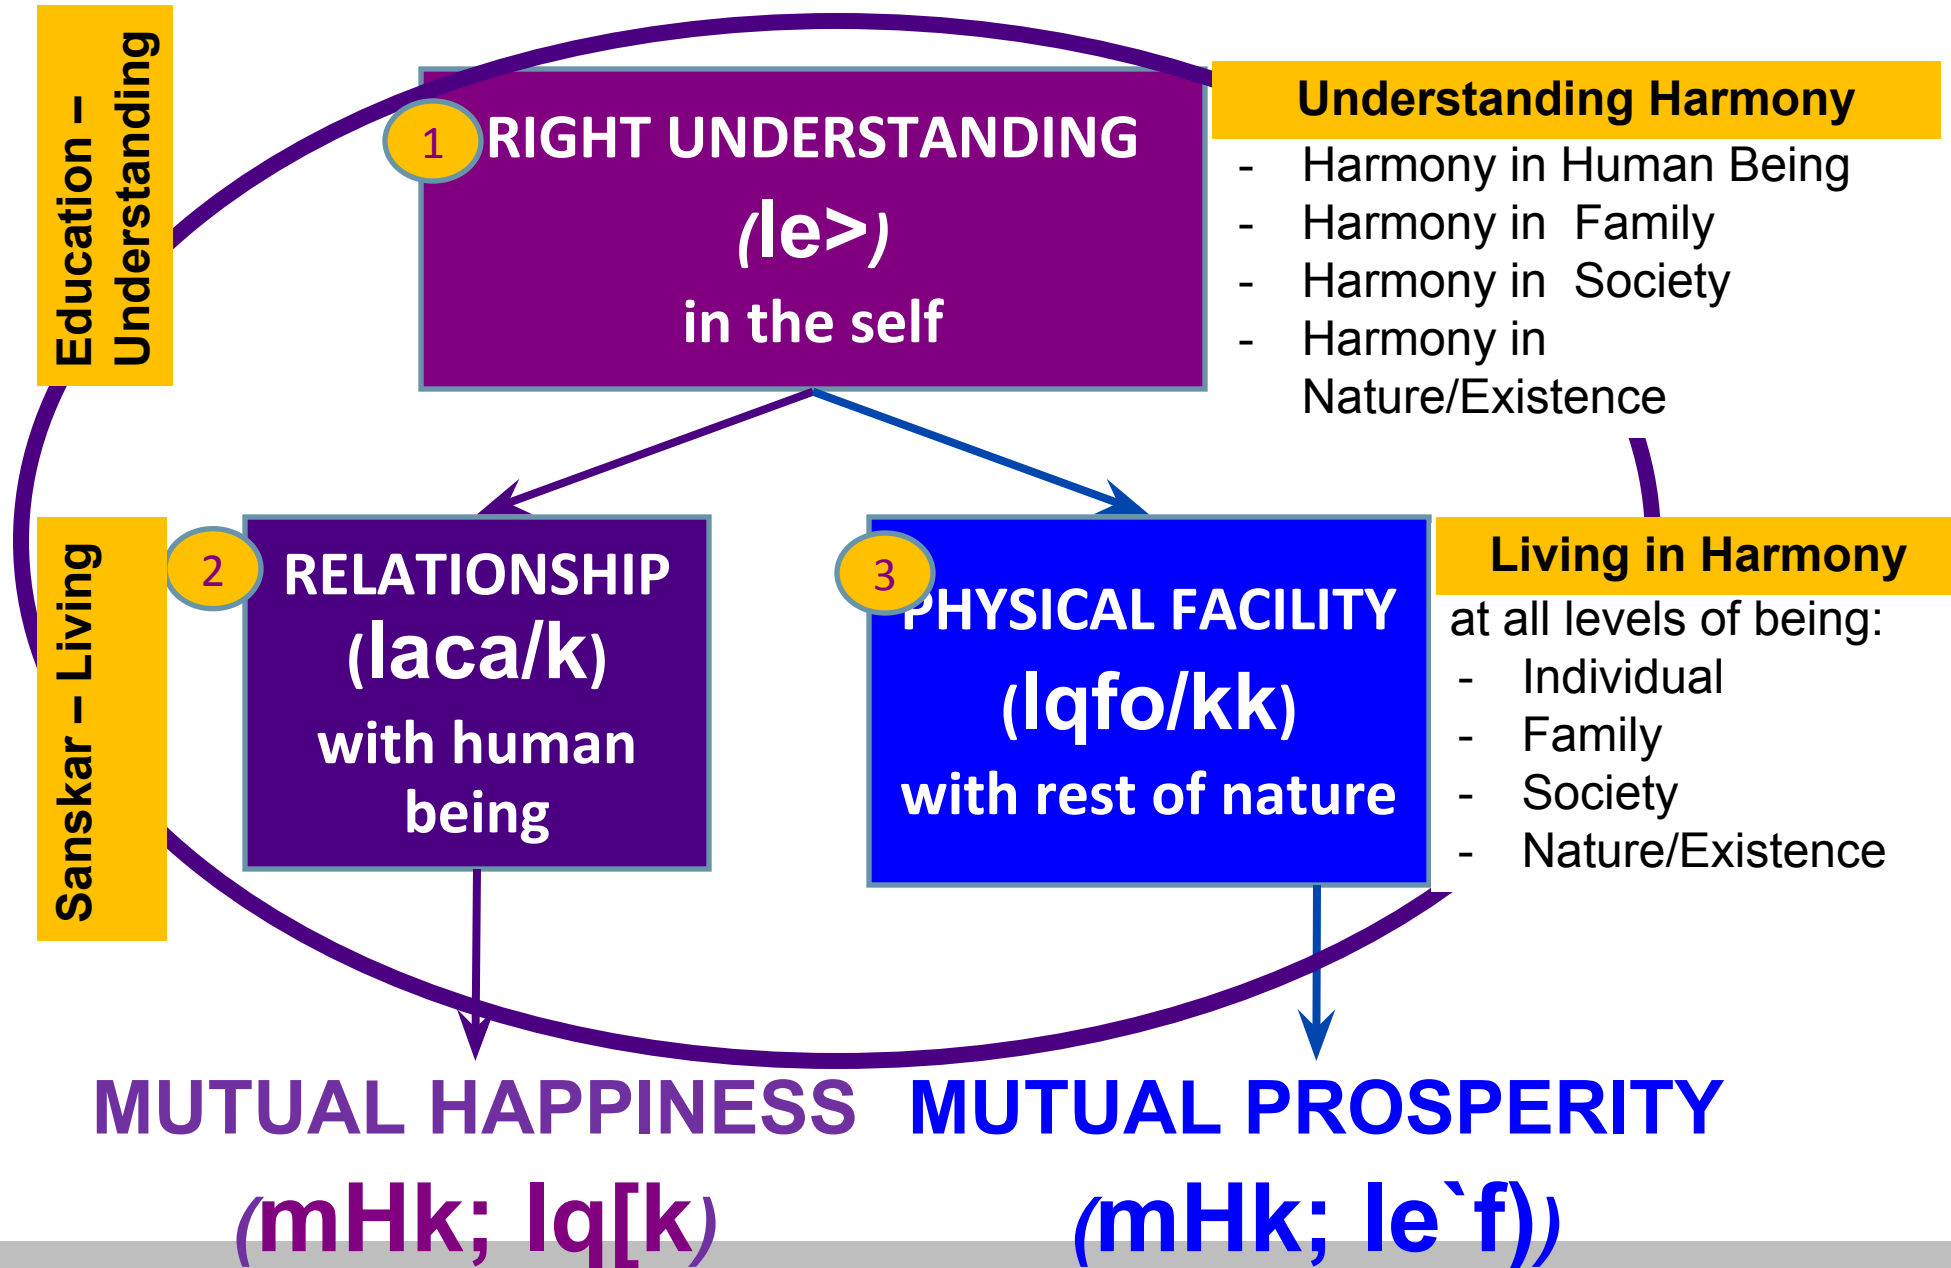 Education –
Understanding
1
RIGHT UNDERSTANDING
(le>)
in the self
Understanding Harmony
- Harmony in Human Being
- Harmony in Family
- Harmony in Society
- Harmony in
Nature/Existence
Sanskar – Living
2
RELATIONSHIP
(laca/k)
with human
being
3
PHYSICAL FACILITY
(lqfo/kk)
with rest of nature
Living in Harmony
at all levels of being:
- Individual
- Family
- Society
- Nature/Existence
MUTUAL HAPPINESS
(mHk; lq[k)
MUTUAL PROSPERITY
(mHk; le`f))